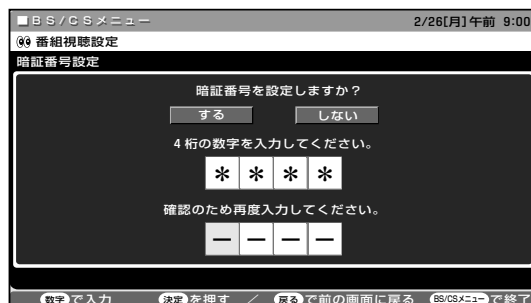 ■BS/CSメニュー 2/26[月]午前 9:00
番組視聴設定
暗証番号設定
暗証番号を設定しますか?
する しない
4桁の数字を入力してください。
* * * *
確認のため再度入力してください。
− − − −
数字で入力 決定を押す / 戻るで前の画面に戻る BS/CSメニューで終了